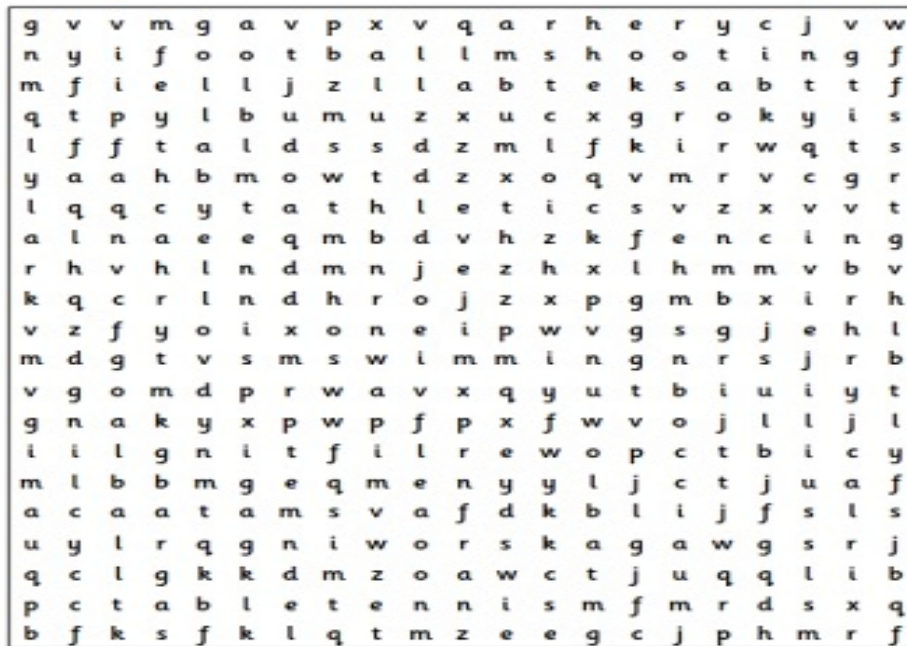 g v v m g a v p x v q a r h e r y c j v w
n y i f o o t b a l l m s h o o t i n g f
m f i e l l j z l l a b t e k s a b t t f
q t p y l b u m u z x u c x g r o k y i s
l f f t a l d s s d z m l f k i r w q t s
y a a h b m o w t d z x o q v m r v c g r
l q q c y t a t h l e t i c s v z x v v t
a l n a e e q m b d v h z k f e n c i n g
r h v h l n d m n j e z h x l h m m v b v
k q c r l n d h r o j z x p g m b x i r h
v z f y o i x o n e i p w v g s g j e h l
m d g t v s m s w i m m i n g n r s j r b
v g o m d p r w a v x q y u t b i u i y t
g n a k y x p w p f p x f w v o j l l j l
i i l g n i t f i l r e w o p c t b i c y
m l b b m g e q m e n y y l j c t j u a f
a c a a t a m s v a f d k b l i j f s l s
u y l r q g n i w o r s k a g a w g s r j
q c l g k k d m z o a w c t j u q q l i b
p c t a b l e t e n n i s m f m r d s x q
b f k s f k l q t m z e e g c j p h m r f